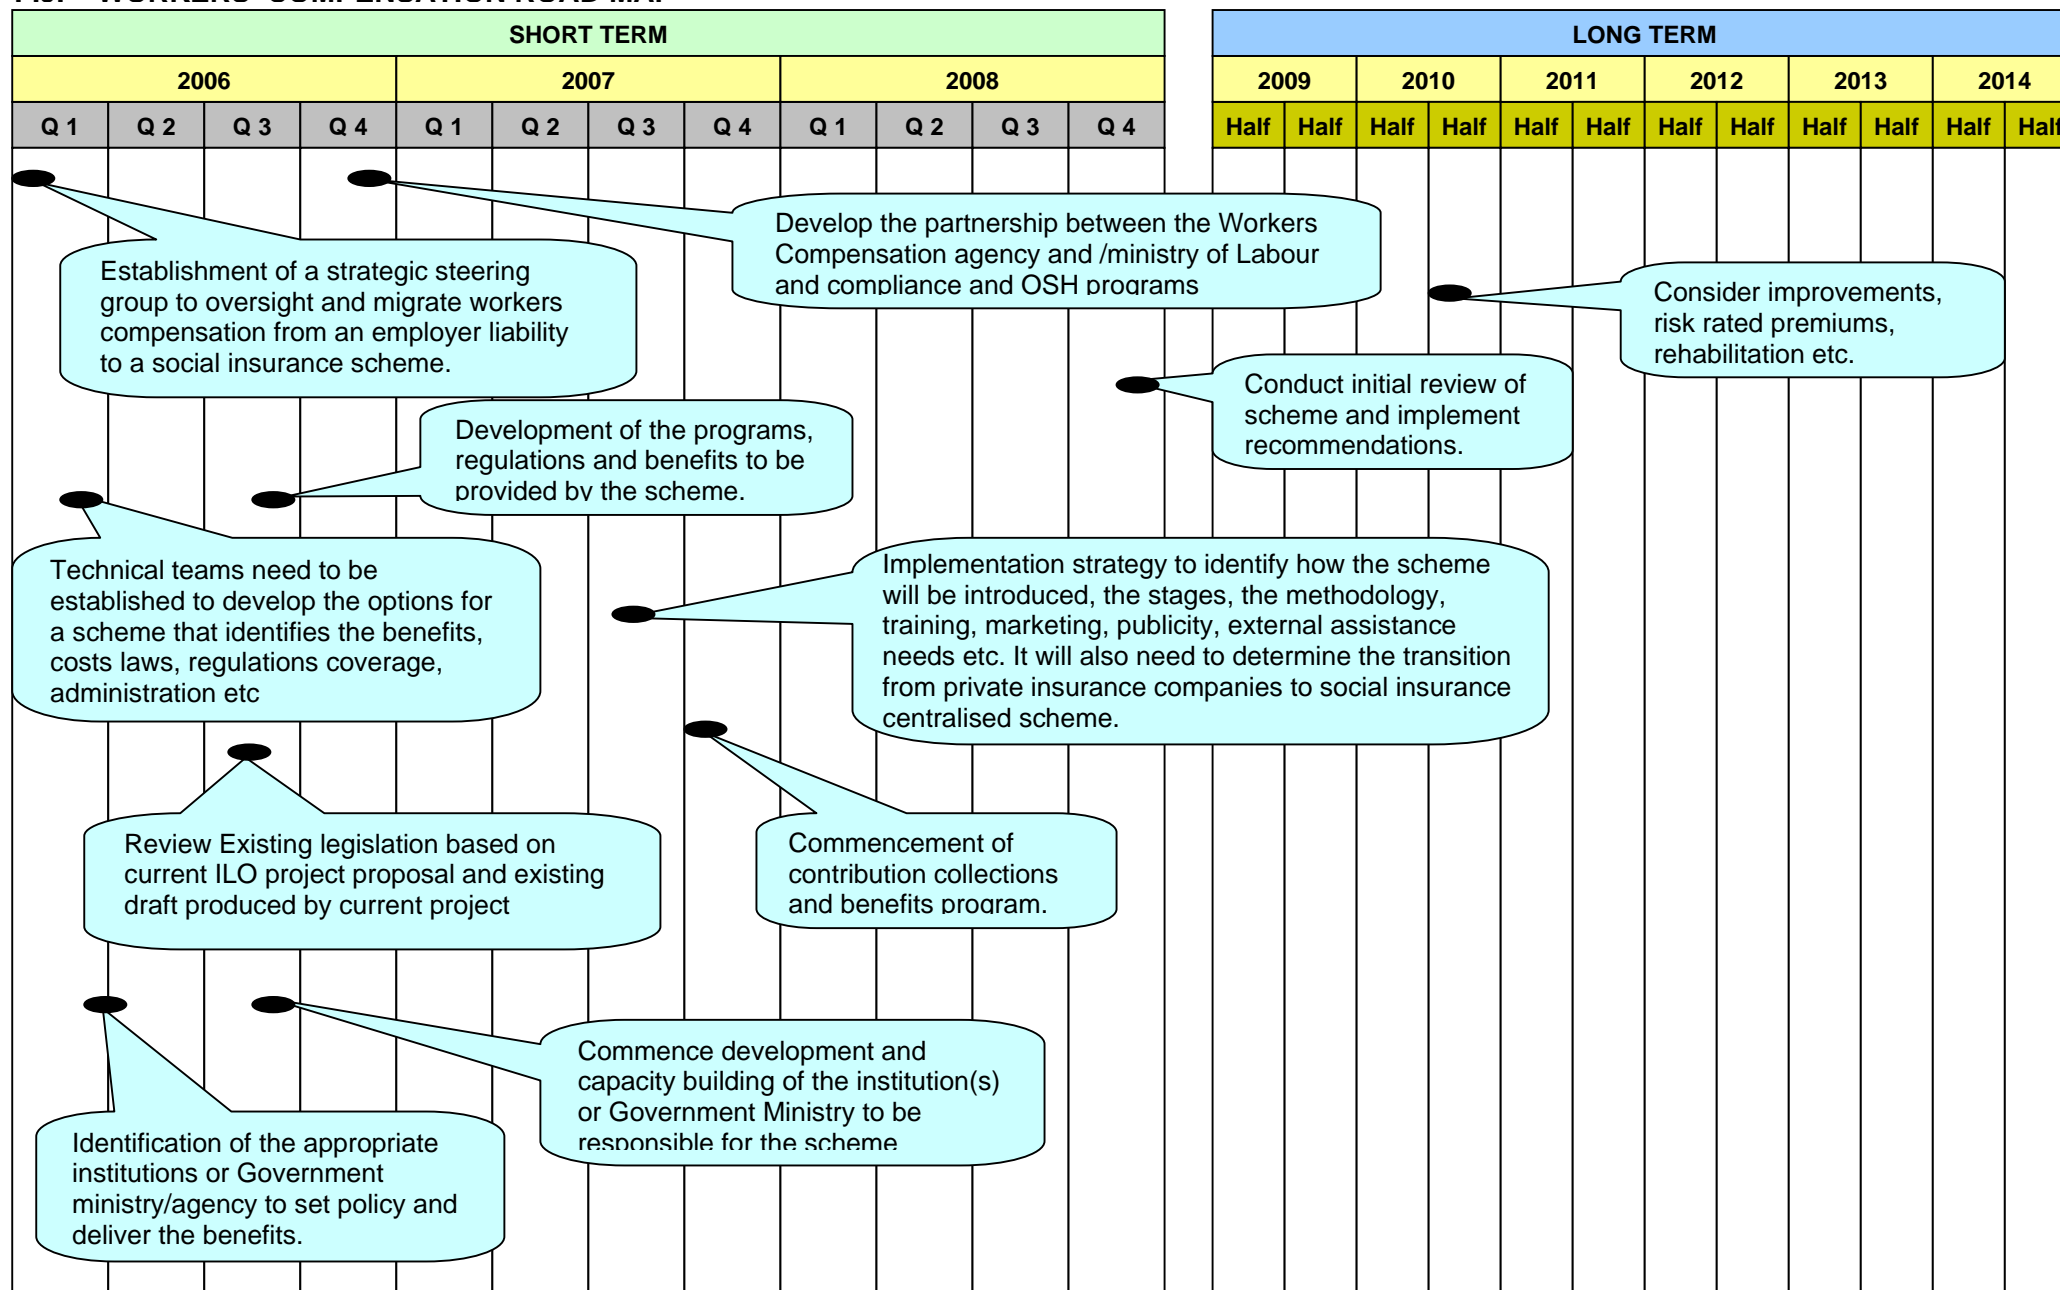 WORKERS' COMPENSATION ROAD MAP
SHORT TERM
LONG TERM
2006
2007
2008
2009
2010
2011
2012
2013
2014
Q 1
Q 2
Q 3
Q 4
Q 1
Q 2
Q 3
Q 4
Q 1
Q 2
Q 3
Q 4
Half
Half
Half
Half
Half
Half
Half
Half
Half
Half
Half
Half
Develop the partnership between the Workers
Compensation agency and /ministry of Labour
and compliance and OSH programs
Establishment of a strategic steering
group to oversight and migrate workers
compensation from an employer liability
to a social insurance scheme.
Consider improvements,
risk rated premiums,
rehabilitation etc.
Conduct initial review of
scheme and implement
recommendations.
Development of the programs,
regulations and benefits to be
provided by the scheme.
Technical teams need to be
established to develop the options for
a scheme that identifies the benefits,
costs laws, regulations coverage,
administration etc
Implementation strategy to identify how the scheme
will be introduced, the stages, the methodology,
training, marketing, publicity, external assistance
needs etc. It will also need to determine the transition
from private insurance companies to social insurance
centralised scheme.
Review Existing legislation based on
current ILO project proposal and existing
draft produced by current project
Commencement of
contribution collections
and benefits program.
Commence development and
capacity building of the institution(s)
or Government Ministry to be
responsible for the scheme
Identification of the appropriate
institutions or Government
ministry/agency to set policy and
deliver the benefits.